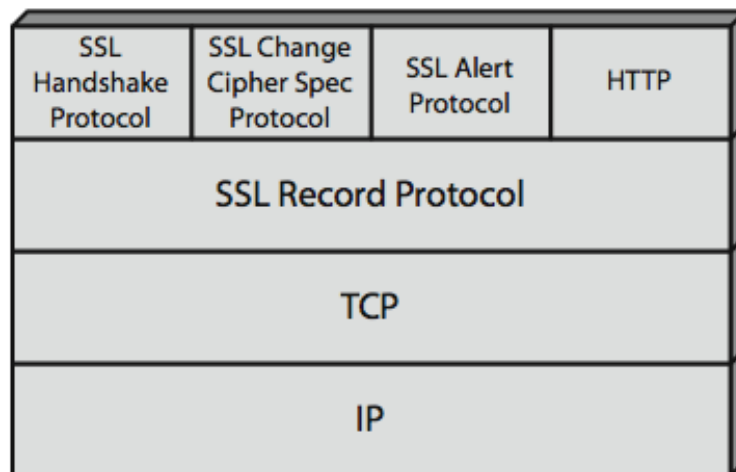 SSL
Handshake
Protocol
SSL Change
Cipher Spec
Protocol
SSL Alert
Protocol
HTTP
SSL Record Protocol
TCP
IP